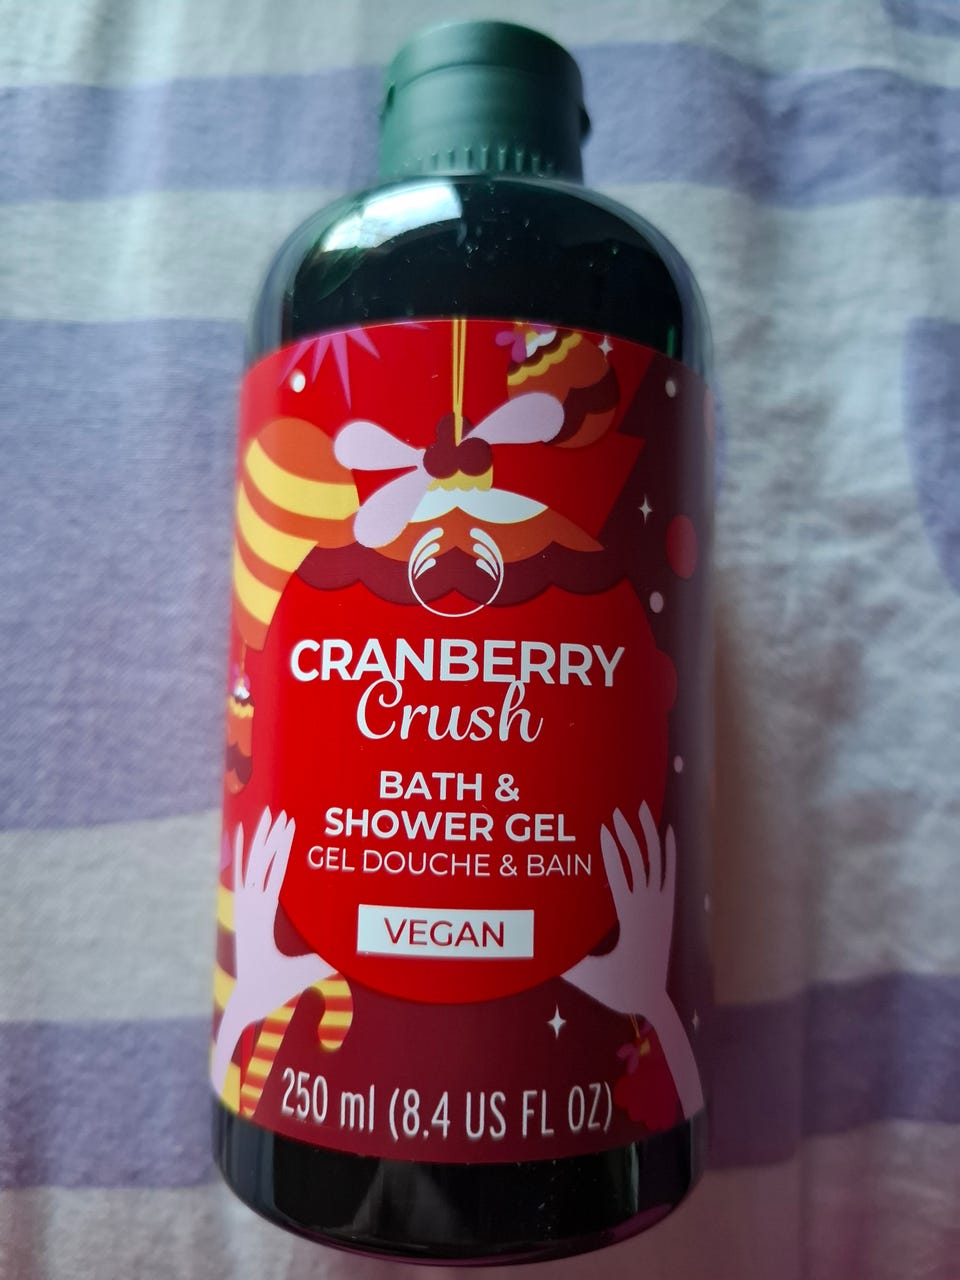 CRANBERRY
Crush
BATH &
SHOWER GEL
GEL DOUCHE & BAIN
VEGAN
250 ml (8.4 US FL OZ)